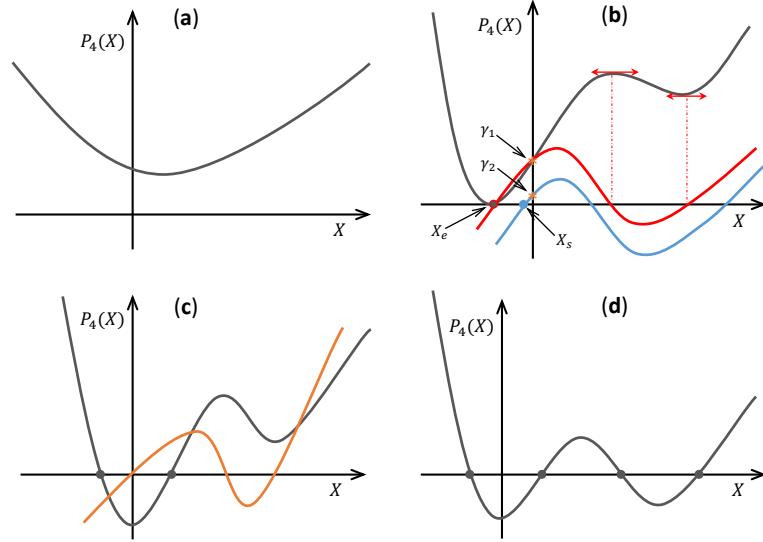 (a)
P₄(X)
X
(b)
P₄(X)
γ₁
γ₂
Xₑ
Xₛ
X
(c)
P₄(X)
X
(d)
P₄(X)
X